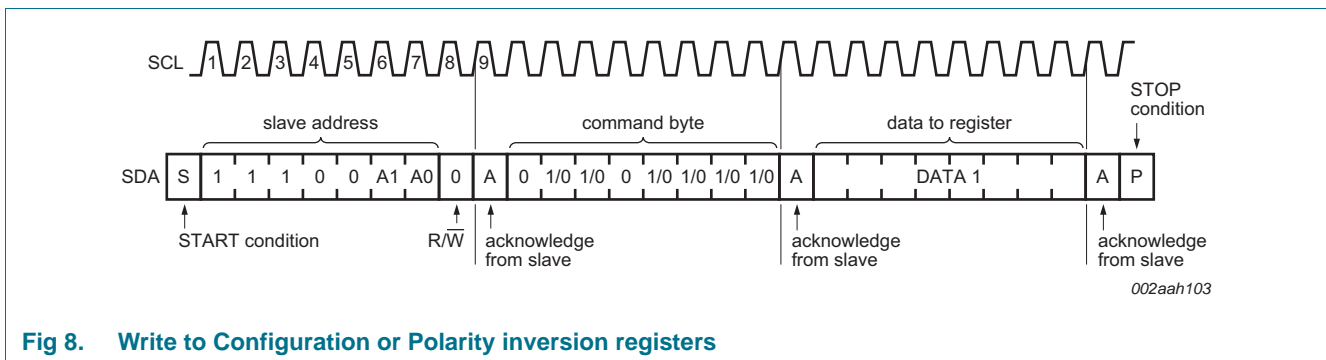 SCL 1 2 3 4 5 6 7 8 9
STOP
condition
slave address command byte data to register
SDA S 1 1 1 0 0 A1 A0 0 A 0 1/0 1/0 0 1/0 1/0 1/0 1/0 A DATA 1 A P
START condition R/W̅ acknowledge
from slave acknowledge
from slave acknowledge
from slave
002aah103
Fig 8. Write to Configuration or Polarity inversion registers